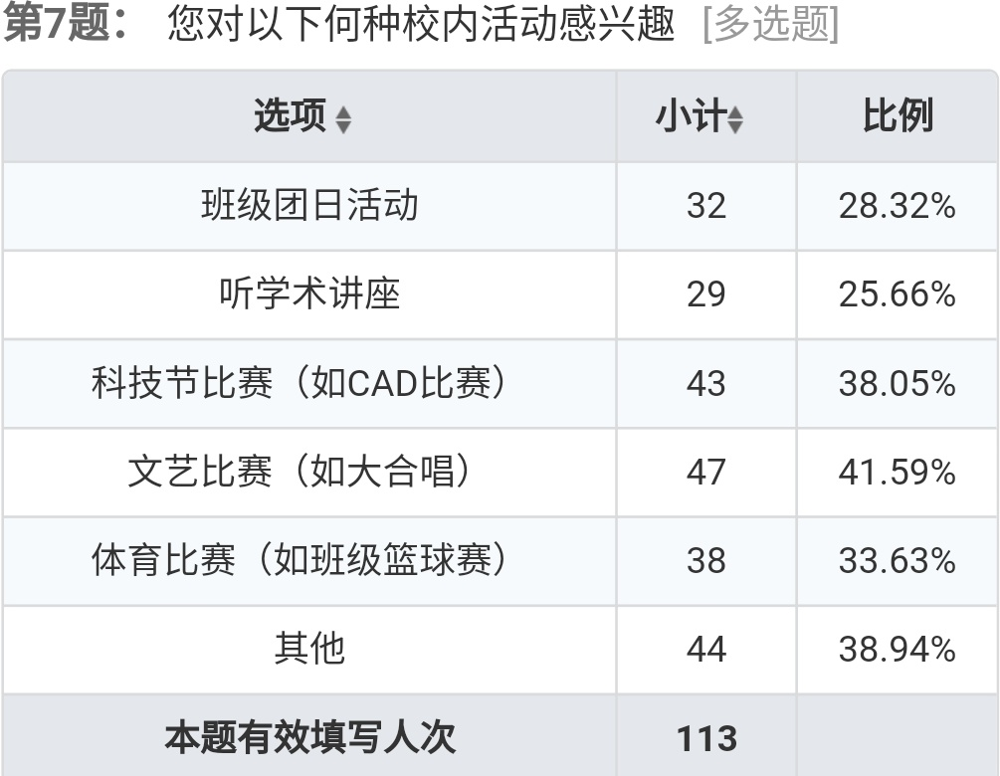 第7题： 您对以下何种校内活动感兴趣 [多选题]
选项 小计 比例
班级团日活动 32 28.32%
听学术讲座 29 25.66%
科技节比赛（如CAD比赛） 43 38.05%
文艺比赛（如大合唱） 47 41.59%
体育比赛（如班级篮球赛） 38 33.63%
其他 44 38.94%
本题有效填写人次 113